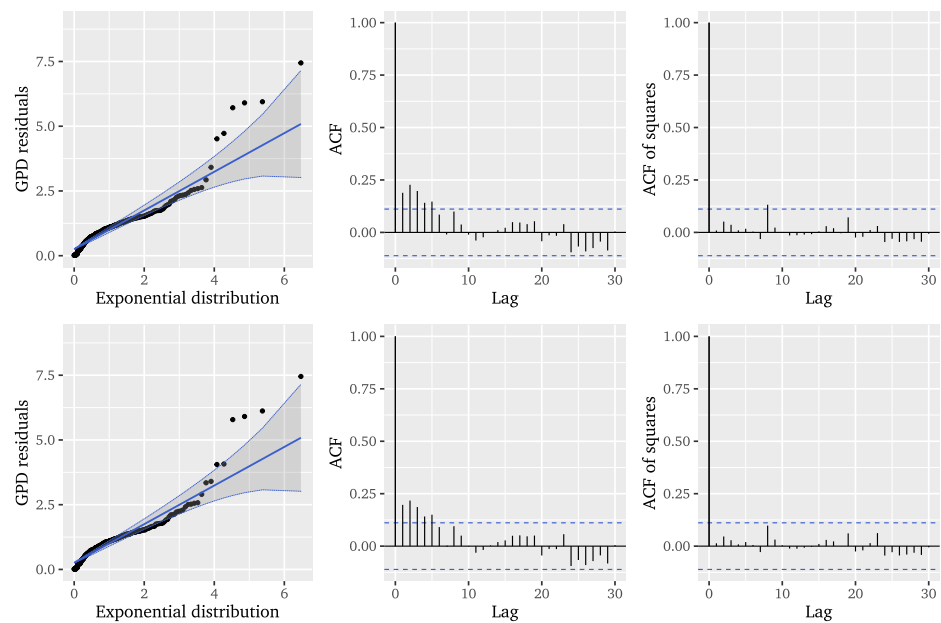 GPD residuals
7.5
5.0
2.5
0.0
0 2 4 6
Exponential distribution
ACF
1.00
0.75
0.50
0.25
0.00
0 10 20 30
Lag
ACF of squares
1.00
0.75
0.50
0.25
0.00
0 10 20 30
Lag
GPD residuals
7.5
5.0
2.5
0.0
0 2 4 6
Exponential distribution
ACF
1.00
0.75
0.50
0.25
0.00
0 10 20 30
Lag
ACF of squares
1.00
0.75
0.50
0.25
0.00
0 10 20 30
Lag